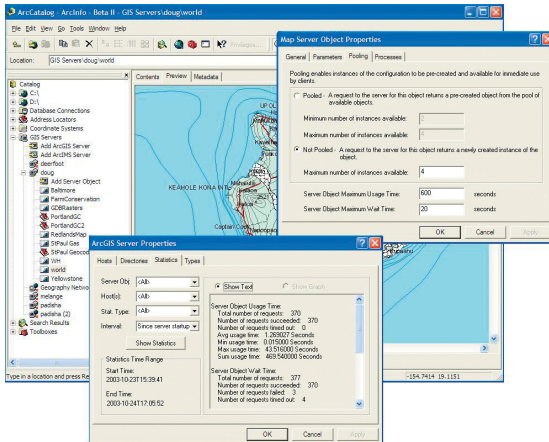 ArcCatalog - ArcInfo - Beta II - GIS Servers\doug\world
File Edit View Go Tools Window Help
Location: GIS Servers\doug\world
Catalog
C:\
D:\
Database Connections
Address Locators
Coordinate Systems
GIS Servers
Add ArcGIS Server
Add ArcIMS Server
deerfoot
doug
Add Server Object
Baltimore
FarmConservation
GDBRasters
PortlandGC
PortlandGC2
RedlandsMap
StPaul Gas
StPaul Geocod
WH
world
Yellowstone
Geography Netwo
melange
padisha
padisha (2)
Search Results
Toolboxes
Contents Preview Metadata
KEAHOLE KONA INT
Captain Cook
Type in a location and press Re
-154.7414 19.1151
Map Server Object Properties
General Parameters Pooling Processes
Pooling enables instances of the configuration to be pre-created and available for immediate use
by clients.
Pooled - A request to the server for this object returns a pre-created object from the pool of
available objects.
Minimum number of instances available: 2
Maximum number of instances available: 4
Not Pooled - A request to the server for this object returns a newly created instance of the
object.
Maximum number of instances available: 4
Server Object Maximum Usage Time: 600 seconds
Server Object Maximum Wait Time: 20 seconds
OK Cancel Apply
ArcGIS Server Properties
Hosts Directories Statistics Types
Server Obj: <All>
Host(s): <All>
Stat. Type: <All>
Interval: Since server startup
Show Statistics
Statistics Time Range
Start Time:
2003-10-23T15:39:41
End Time:
2003-10-24T17:05:52
Show Text Show Graph
Server Object Usage Time:
Total number of requests: 370
Number of requests succeeded: 370
Number of requests timed out: 0
Avg usage time: 1.269027 Seconds
Min usage time: 0.015000 Seconds
Max usage time: 43.516000 Seconds
Sum usage time: 469.540000 Seconds
Server Object Wait Time:
Total number of requests: 377
Number of requests succeeded: 370
Number of requests failed: 3
Number of requests timed out: 4
OK Cancel Apply